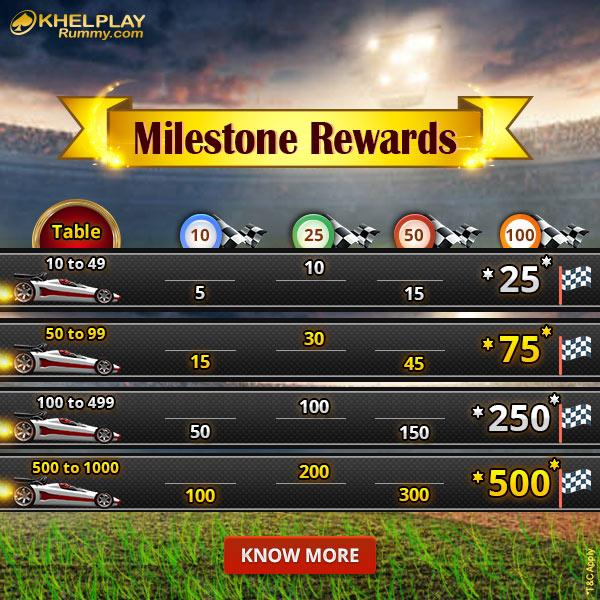 KHELPLAY
Rummy.com
Milestone Rewards
Table 10 25 50 100
10 to 49 5 10 15 *25*
50 to 99 15 30 45 *75*
100 to 499 50 100 150 *250*
500 to 1000 100 200 300 *500*
KNOW MORE
*T&C Apply